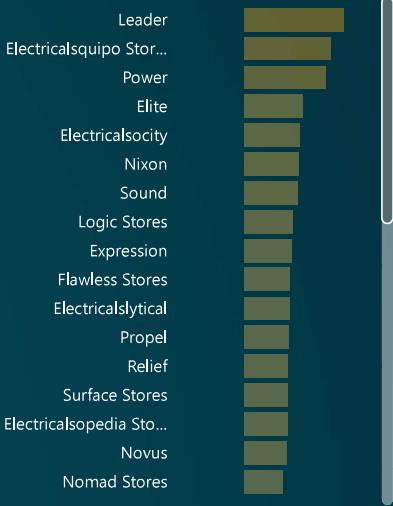 Leader
Electricalsquipo Stor...
Power
Elite
Electricalsocity
Nixon
Sound
Logic Stores
Expression
Flawless Stores
Electricalslytical
Propel
Relief
Surface Stores
Electricalsopedia Sto...
Novus
Nomad Stores